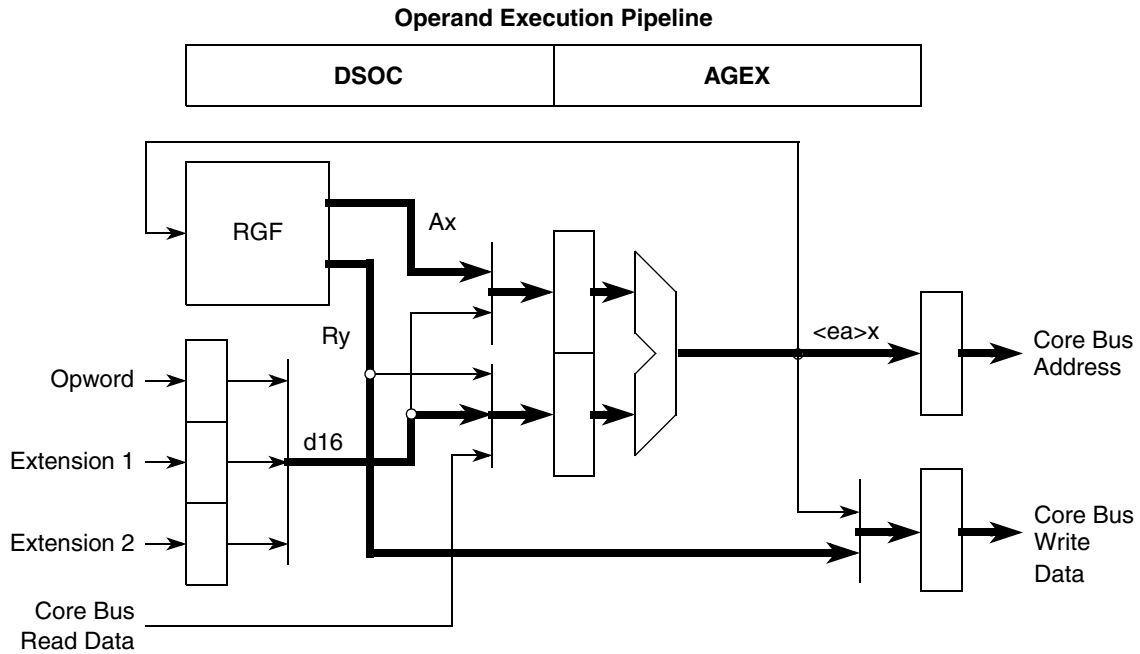 Operand Execution Pipeline
DSOC
AGEX
RGF
Ax
Ry
<ea>x
Core Bus
Address
Opword
Extension 1
d16
Extension 2
Core Bus
Write
Data
Core Bus
Read Data